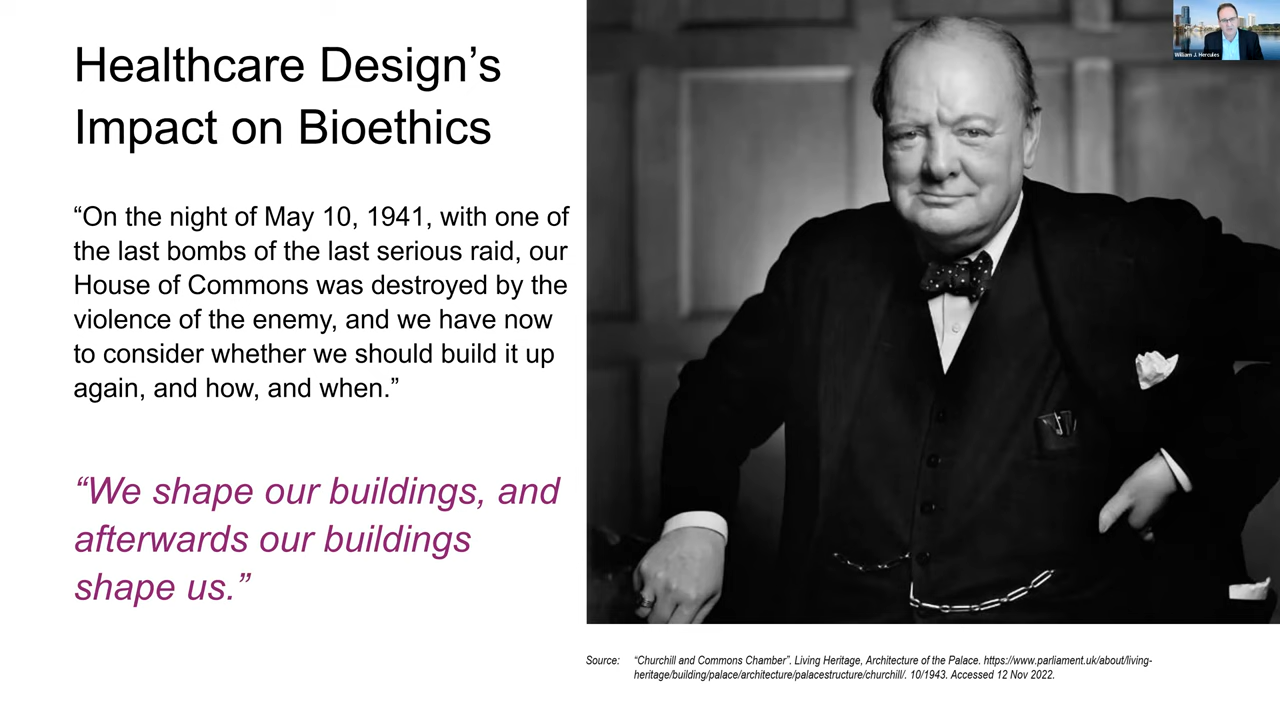 Healthcare Design’s
Impact on Bioethics
“On the night of May 10, 1941, with one of
the last bombs of the last serious raid, our
House of Commons was destroyed by the
violence of the enemy, and we have now
to consider whether we should build it up
again, and how, and when.”
“We shape our buildings, and
afterwards our buildings
shape us.”
William J. Hercules
Source: “Churchill and Commons Chamber”. Living Heritage, Architecture of the Palace. https://www.parliament.uk/about/living-
heritage/building/palace/architecture/palacestructure/churchill/. 10/1943. Accessed 12 Nov 2022.